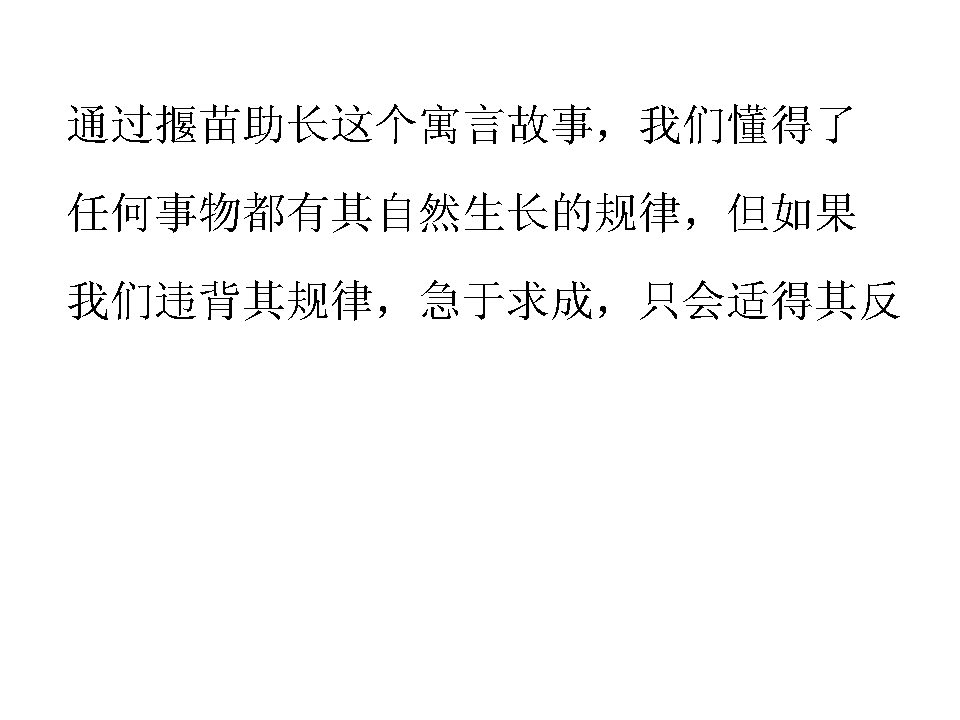 通过揠苗助长这个寓言故事，我们懂得了
任何事物都有其自然生长的规律，但如果
我们违背其规律，急于求成，只会适得其反